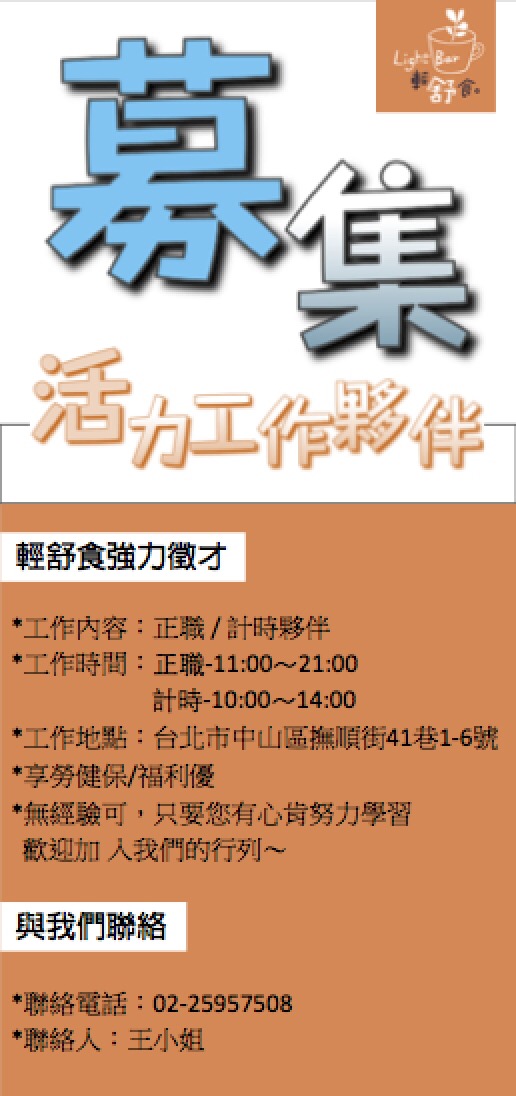 Light Bar
輕舒食。
募集
活力工作夥伴
輕舒食強力徵才
*工作內容：正職 / 計時夥伴
*工作時間：正職-11:00～21:00
計時-10:00～14:00
*工作地點：台北市中山區撫順街41巷1-6號
*享勞健保/福利優
*無經驗可，只要您有心肯努力學習
歡迎加 入我們的行列～
與我們聯絡
*聯絡電話：02-25957508
*聯絡人：王小姐